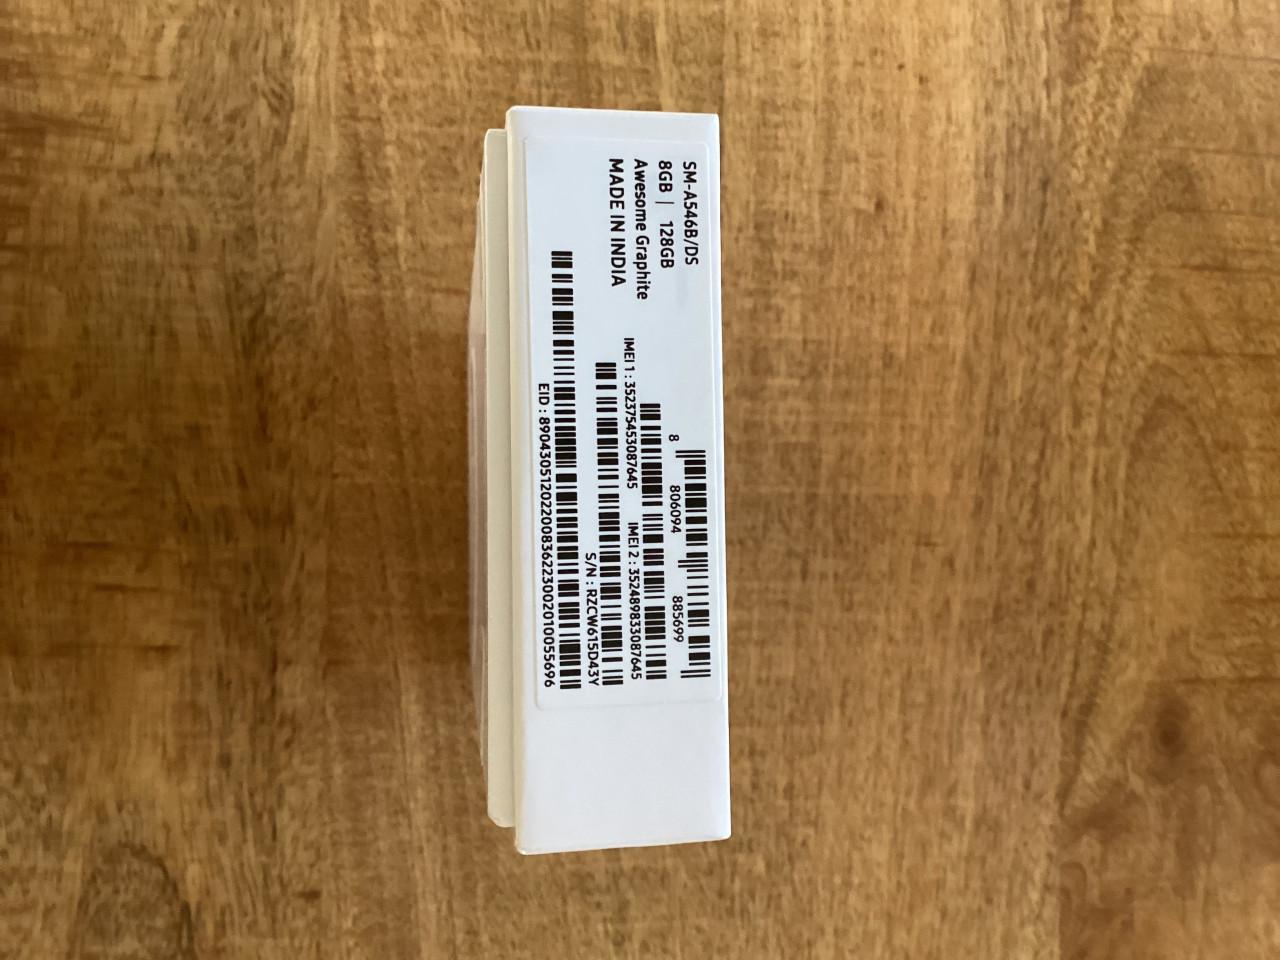 SM-A546B/DS
8GB | 128GB
Awesome Graphite
MADE IN INDIA
8 806094 885699
IMEI 1 : 352375453087645 IMEI 2 : 352489833087645
S/N : RZCW615D43Y
EID : 89043051202200836223002010055696